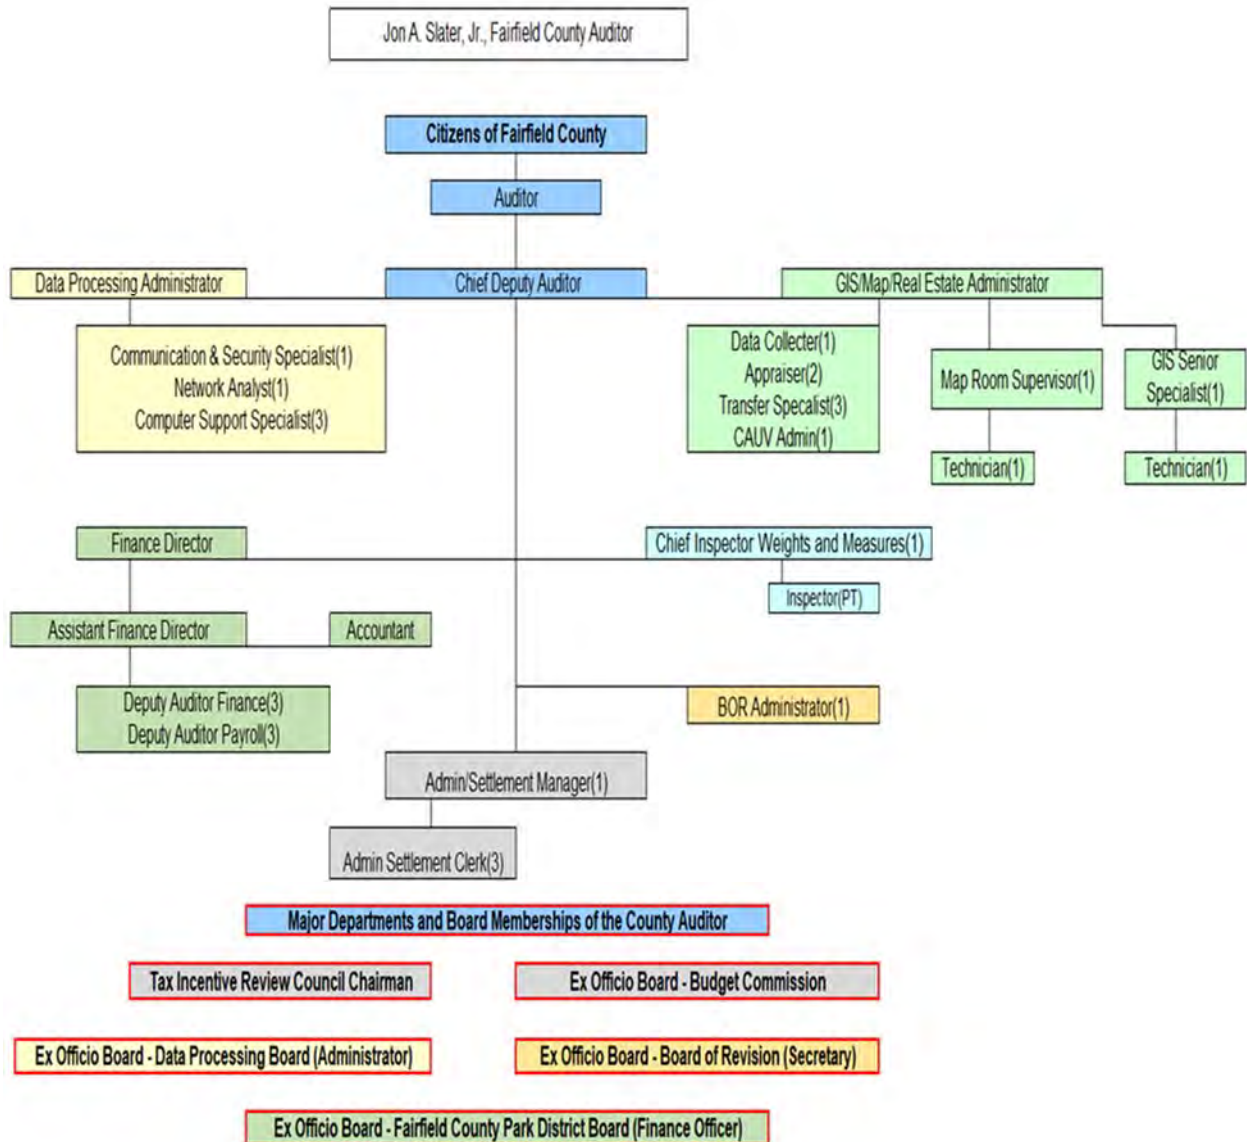 Jon A. Slater, Jr., Fairfield County Auditor
Citizens of Fairfield County
Auditor
Data Processing Administrator
Chief Deputy Auditor
GIS/Map/Real Estate Administrator
Communication & Security Specialist(1)
Network Analyst(1)
Computer Support Specialist(3)
Data Collecter(1)
Appraiser(2)
Transfer Specalist(3)
CAUV Admin(1)
Map Room Supervisor(1)
GIS Senior
Specialist(1)
Technician(1)
Technician(1)
Finance Director
Chief Inspector Weights and Measures(1)
Inspector(PT)
Assistant Finance Director
Accountant
Deputy Auditor Finance(3)
Deputy Auditor Payroll(3)
BOR Administrator(1)
Admin/Settlement Manager(1)
Admin Settlement Clerk(3)
Major Departments and Board Memberships of the County Auditor
Tax Incentive Review Council Chairman
Ex Officio Board - Budget Commission
Ex Officio Board - Data Processing Board (Administrator)
Ex Officio Board - Board of Revision (Secretary)
Ex Officio Board - Fairfield County Park District Board (Finance Officer)